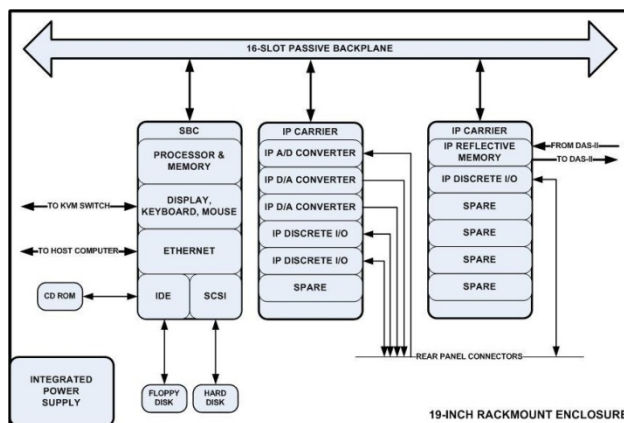 16-SLOT PASSIVE BACKPLANE
SBC
PROCESSOR &
MEMORY
DISPLAY,
KEYBOARD, MOUSE
ETHERNET
IDE
SCSI
TO KVM SWITCH
TO HOST COMPUTER
CD ROM
FLOPPY
DISK
HARD
DISK
INTEGRATED
POWER
SUPPLY
IP CARRIER
IP A/D CONVERTER
IP D/A CONVERTER
IP D/A CONVERTER
IP DISCRETE I/O
IP DISCRETE I/O
SPARE
IP CARRIER
IP REFLECTIVE
MEMORY
IP DISCRETE I/O
SPARE
SPARE
SPARE
SPARE
FROM DAS-II
TO DAS-II
REAR PANEL CONNECTORS
19-INCH RACKMOUNT ENCLOSURE